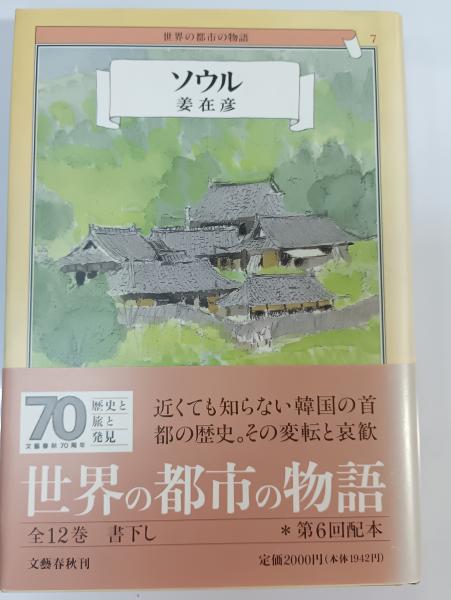 世界の都市の物語
7
ソウル
姜在彦
70
歴史と
旅と
発見
文藝春秋70周年
近くても知らない韓国の首
都の歴史。その変転と哀歓
世界の都市の物語
全12巻 書下し
*第6回配本
文藝春秋刊
定価2000円(本体1942円)